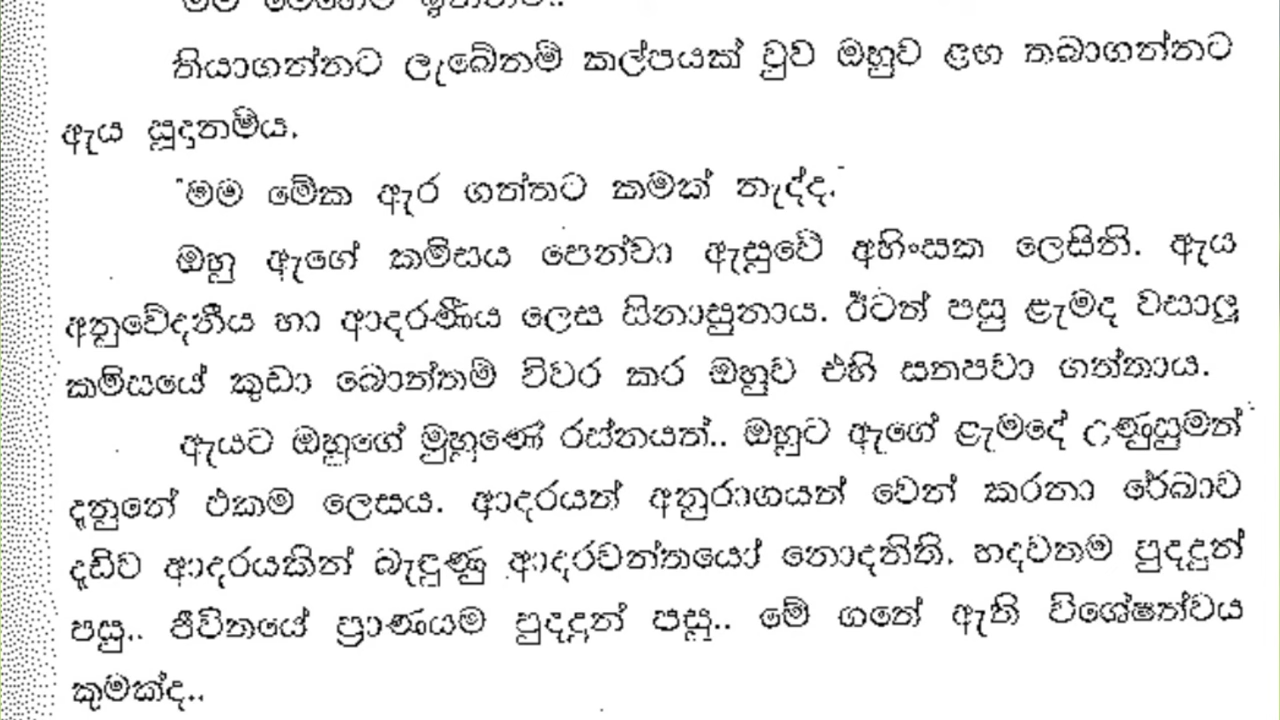 තියාගන්නට ලැබේනම් කල්පයක් වුව ඔහුව ළඟ තබාගන්නට
ඇය සූදානම්ය.
"මම මේක ඇර ගත්තට කමක් නැද්ද."
ඔහු ඇගේ කමිසය පෙන්වා ඇසුවේ අහිංසක ලෙසිනි. ඇය
අනුවේදනීය හා ආදරණීය ලෙස සිනාසුනාය. ඊටත් පසු ළැමද වසාලූ
කමිසයේ කුඩා බොත්තම් විවර කර ඔහුව එහි සනපවා ගත්තාය.
ඇයට ඔහුගේ මුහුණේ රස්නයත්.. ඔහුට ඇගේ ළැමදේ උණුසුමත්
දැනුනේ එකම ලෙසය. ආදරයත් අනුරාගයත් වෙන් කරනා රේඛාව
දැඩිව ආදරයකින් බැඳුණු ආදරවන්තයෝ නොදනිති. හදවතම පුදදුන්
පසු.. ජීවිතයේ ප්‍රාණයම පුදදුන් පසු.. මේ ගතේ ඇති විශේෂත්වය
කුමක්ද..